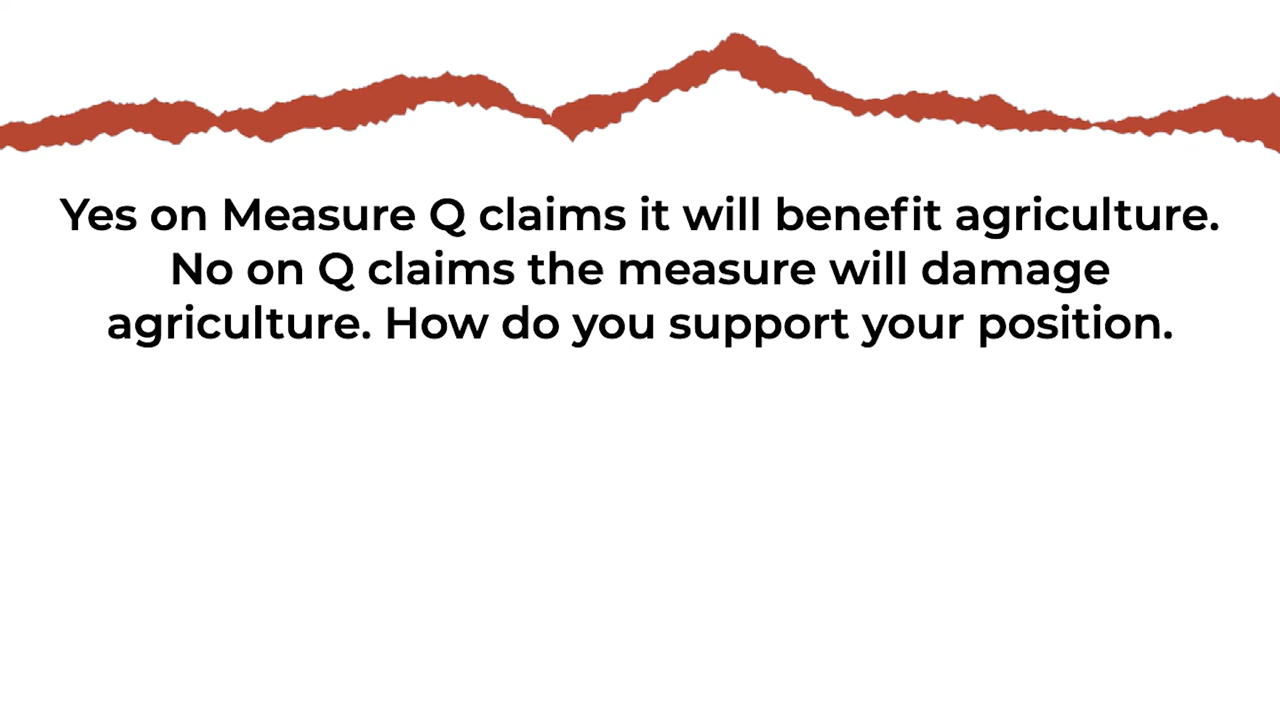 Yes on Measure Q claims it will benefit agriculture.
No on Q claims the measure will damage
agriculture. How do you support your position.